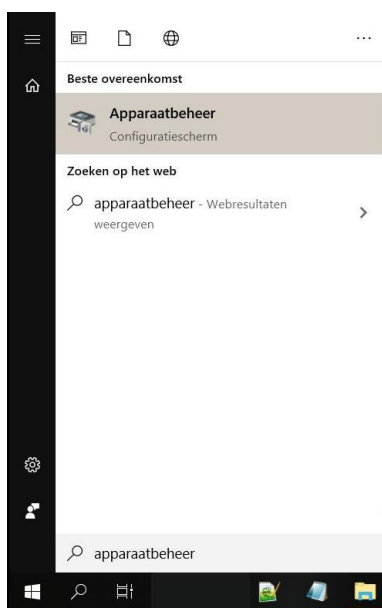 Beste overeenkomst
Apparaatbeheer
Configuratiescherm
Zoeken op het web
apparaatbeheer - Webresultaten
weergeven
apparaatbeheer